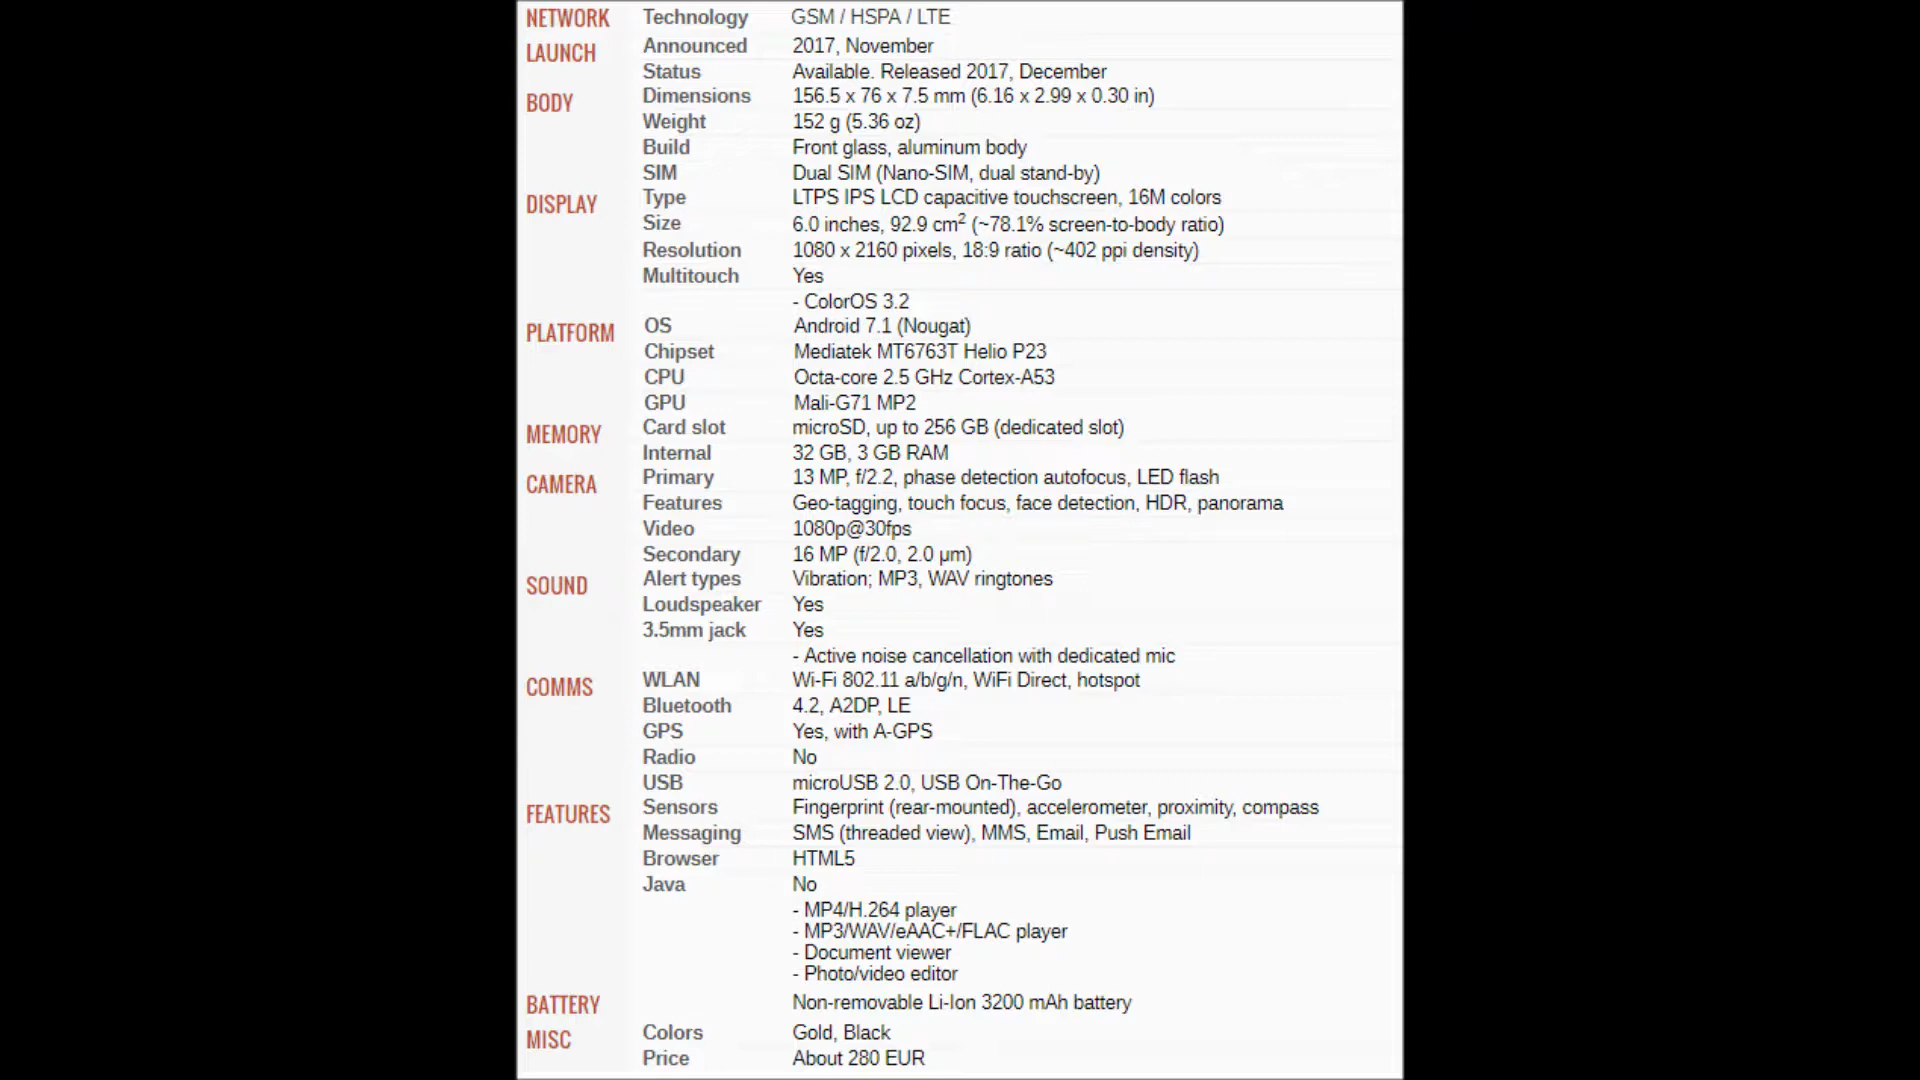 NETWORK Technology GSM / HSPA / LTE
LAUNCH Announced 2017, November
Status Available. Released 2017, December
BODY Dimensions 156.5 x 76 x 7.5 mm (6.16 x 2.99 x 0.30 in)
Weight 152 g (5.36 oz)
Build Front glass, aluminum body
SIM Dual SIM (Nano-SIM, dual stand-by)
DISPLAY Type LTPS IPS LCD capacitive touchscreen, 16M colors
Size 6.0 inches, 92.9 cm² (~78.1% screen-to-body ratio)
Resolution 1080 x 2160 pixels, 18:9 ratio (~402 ppi density)
Multitouch Yes
- ColorOS 3.2
PLATFORM OS Android 7.1 (Nougat)
Chipset Mediatek MT6763T Helio P23
CPU Octa-core 2.5 GHz Cortex-A53
GPU Mali-G71 MP2
MEMORY Card slot microSD, up to 256 GB (dedicated slot)
Internal 32 GB, 3 GB RAM
CAMERA Primary 13 MP, f/2.2, phase detection autofocus, LED flash
Features Geo-tagging, touch focus, face detection, HDR, panorama
Video 1080p@30fps
Secondary 16 MP (f/2.0, 2.0 µm)
SOUND Alert types Vibration; MP3, WAV ringtones
Loudspeaker Yes
3.5mm jack Yes
- Active noise cancellation with dedicated mic
COMMS WLAN Wi-Fi 802.11 a/b/g/n, WiFi Direct, hotspot
Bluetooth 4.2, A2DP, LE
GPS Yes, with A-GPS
Radio No
USB microUSB 2.0, USB On-The-Go
FEATURES Sensors Fingerprint (rear-mounted), accelerometer, proximity, compass
Messaging SMS (threaded view), MMS, Email, Push Email
Browser HTML5
Java No
- MP4/H.264 player
- MP3/WAV/eAAC+/FLAC player
- Document viewer
- Photo/video editor
BATTERY Non-removable Li-Ion 3200 mAh battery
MISC Colors Gold, Black
Price About 280 EUR